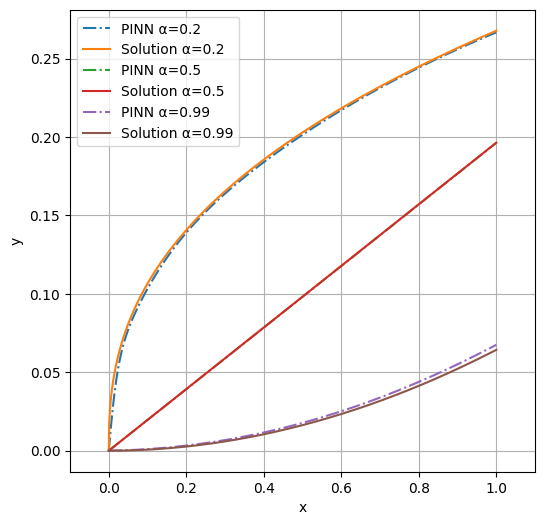 PINN α=0.2
Solution α=0.2
PINN α=0.5
Solution α=0.5
PINN α=0.99
Solution α=0.99
0.25
0.20
0.15
0.10
0.05
0.00
y
0.0 0.2 0.4 0.6 0.8 1.0
x